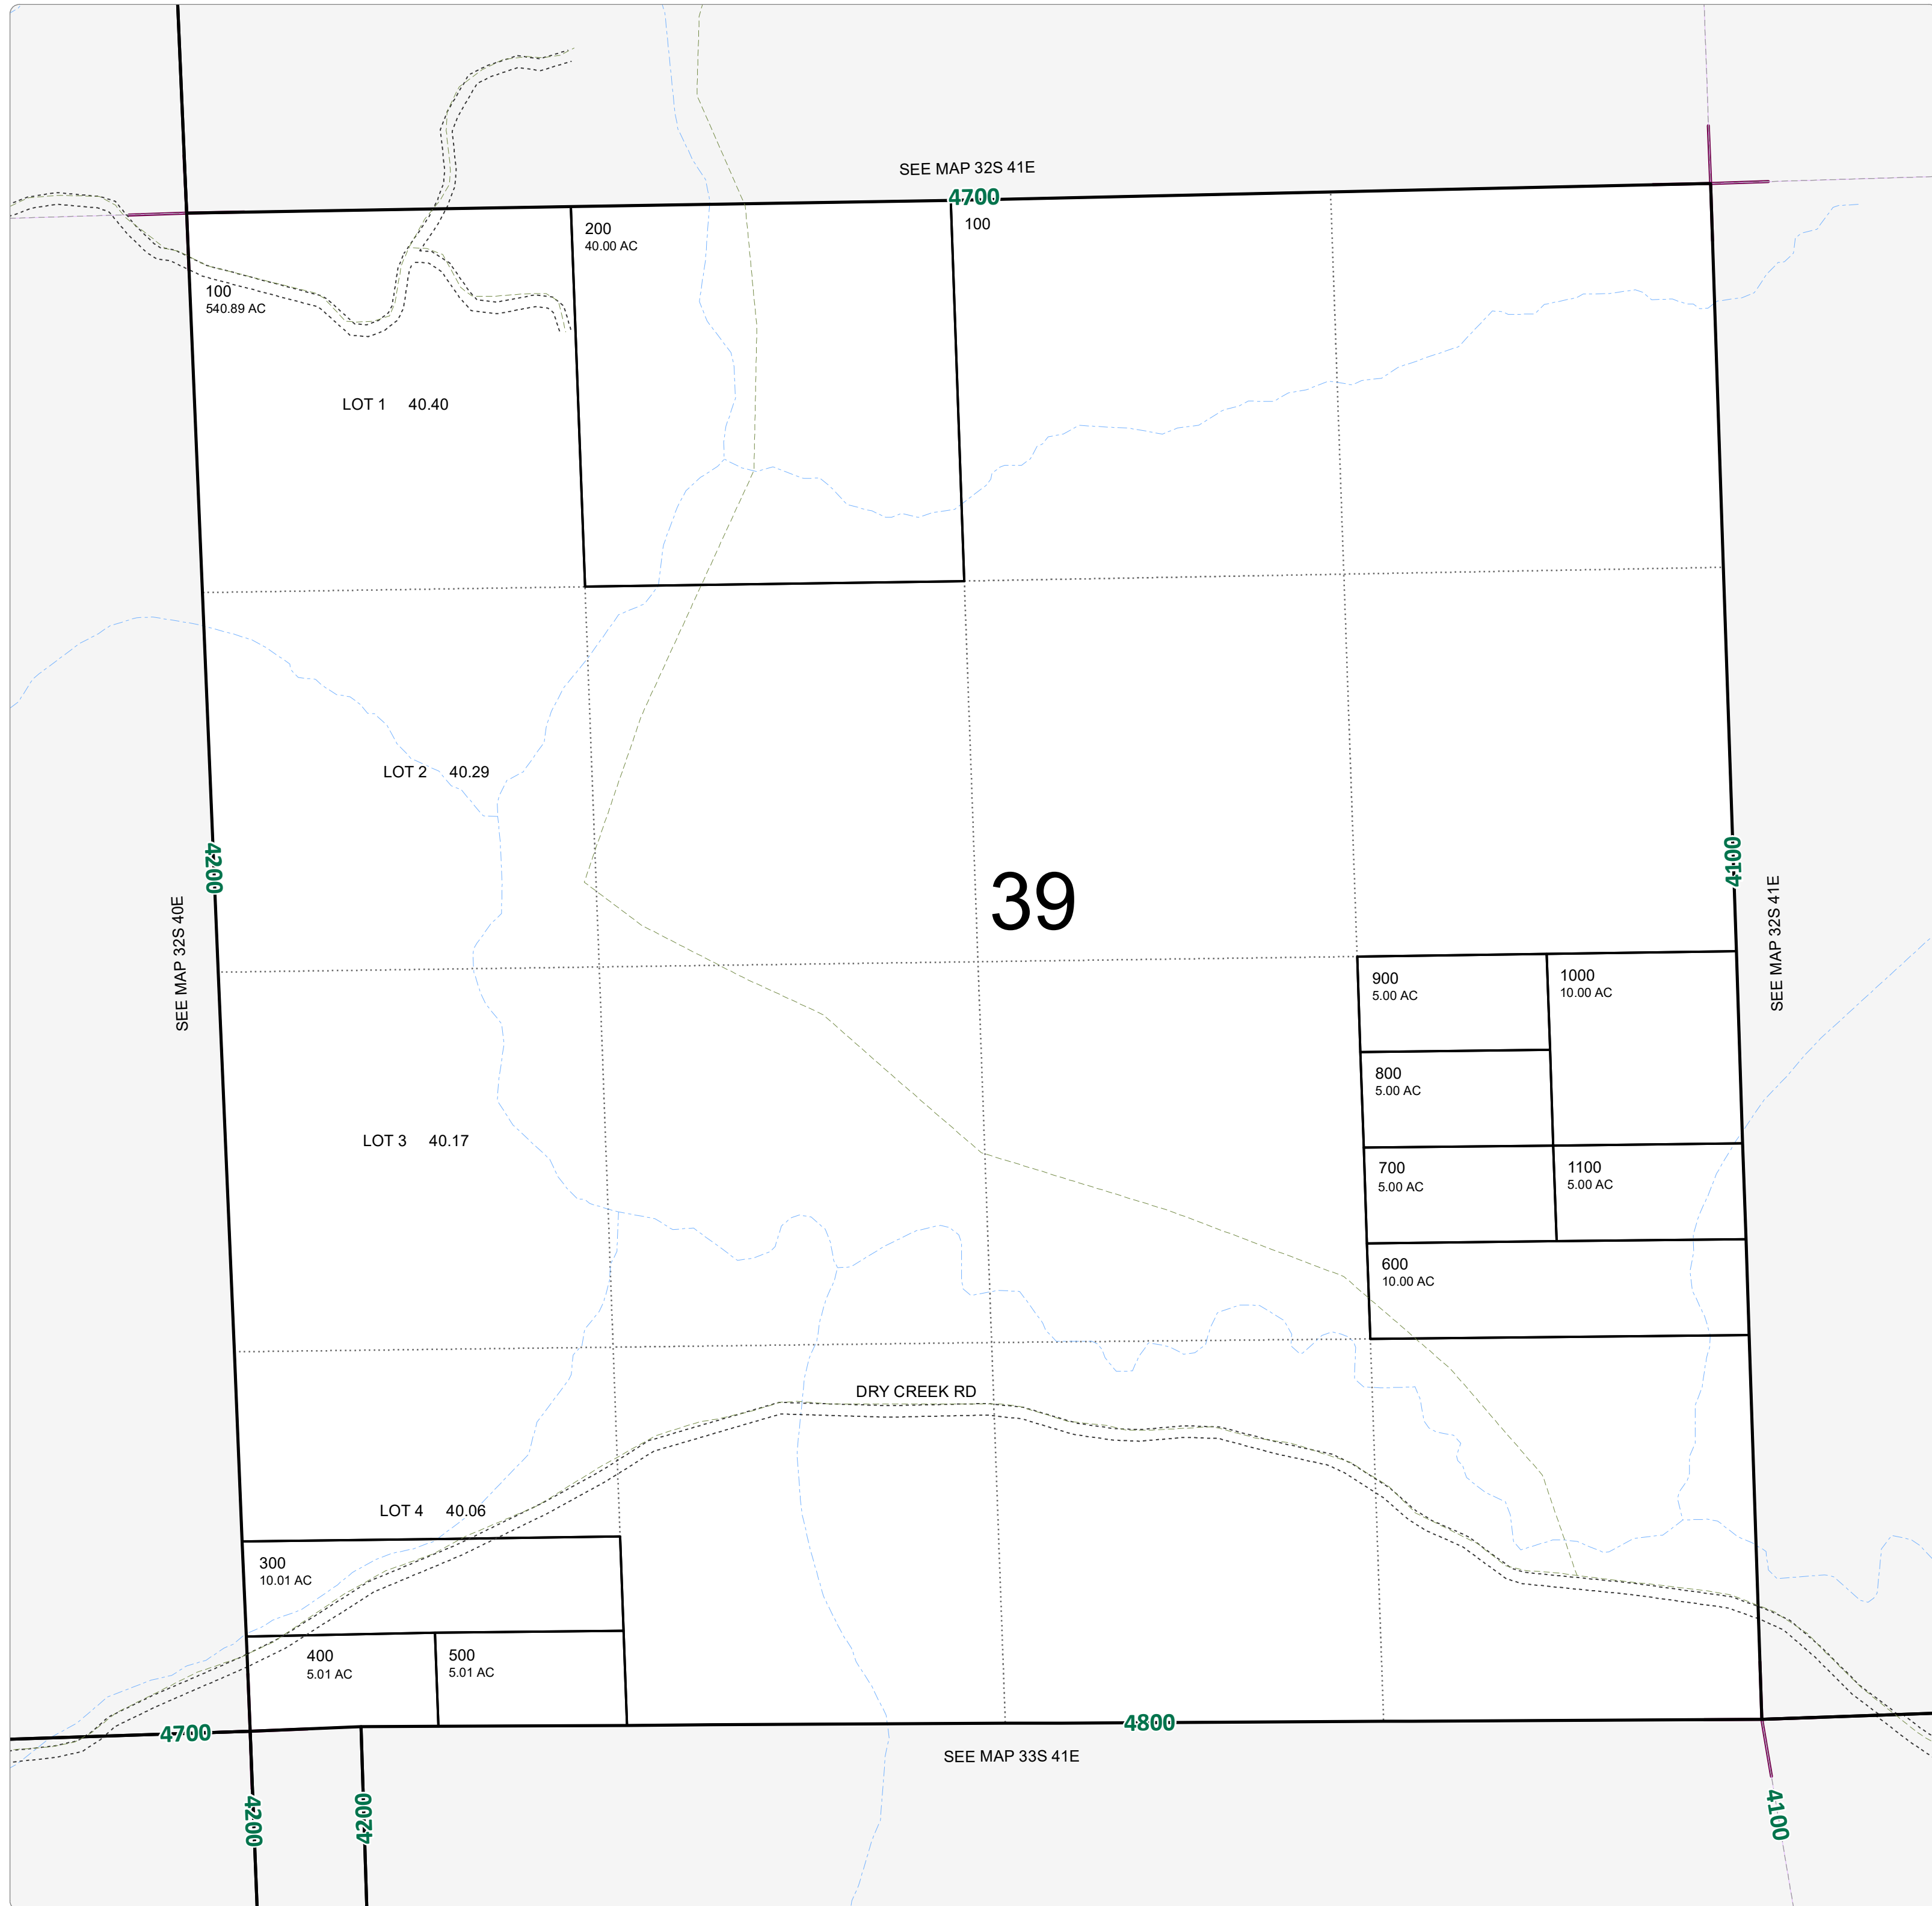 SEE MAP 32S 41E
4700
200
40.00 AC
100
100
540.89 AC
LOT 1 40.40
LOT 2 40.29
4200
4100
39
SEE MAP 32S 40E
SEE MAP 32S 41E
900
5.00 AC
1000
10.00 AC
800
5.00 AC
LOT 3 40.17
700
5.00 AC
1100
5.00 AC
600
10.00 AC
DRY CREEK RD
LOT 4 40.06
300
10.01 AC
400
5.01 AC
500
5.01 AC
4700
4800
SEE MAP 33S 41E
4200
4200
4100